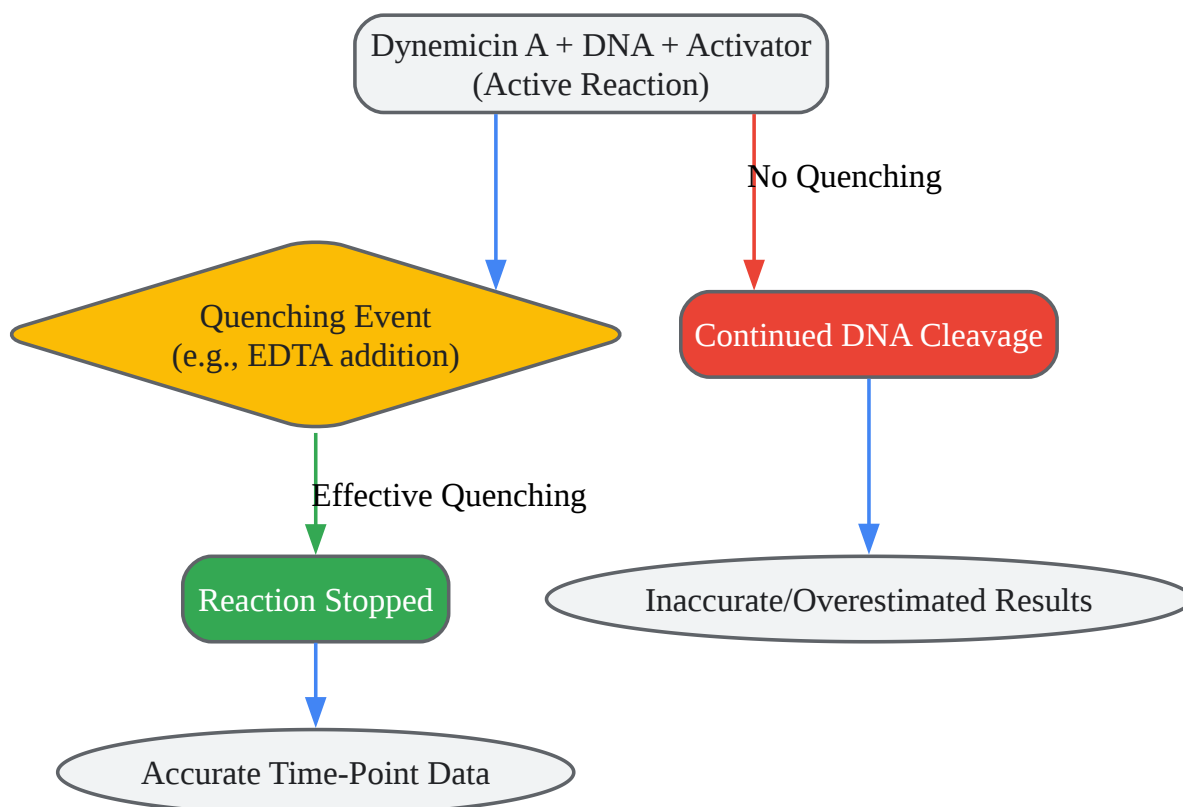 Dynemicin A + DNA + Activator
(Active Reaction)
No Quenching
Quenching Event
(e.g., EDTA addition)
Continued DNA Cleavage
Effective Quenching
Reaction Stopped
Inaccurate/Overestimated Results
Accurate Time-Point Data